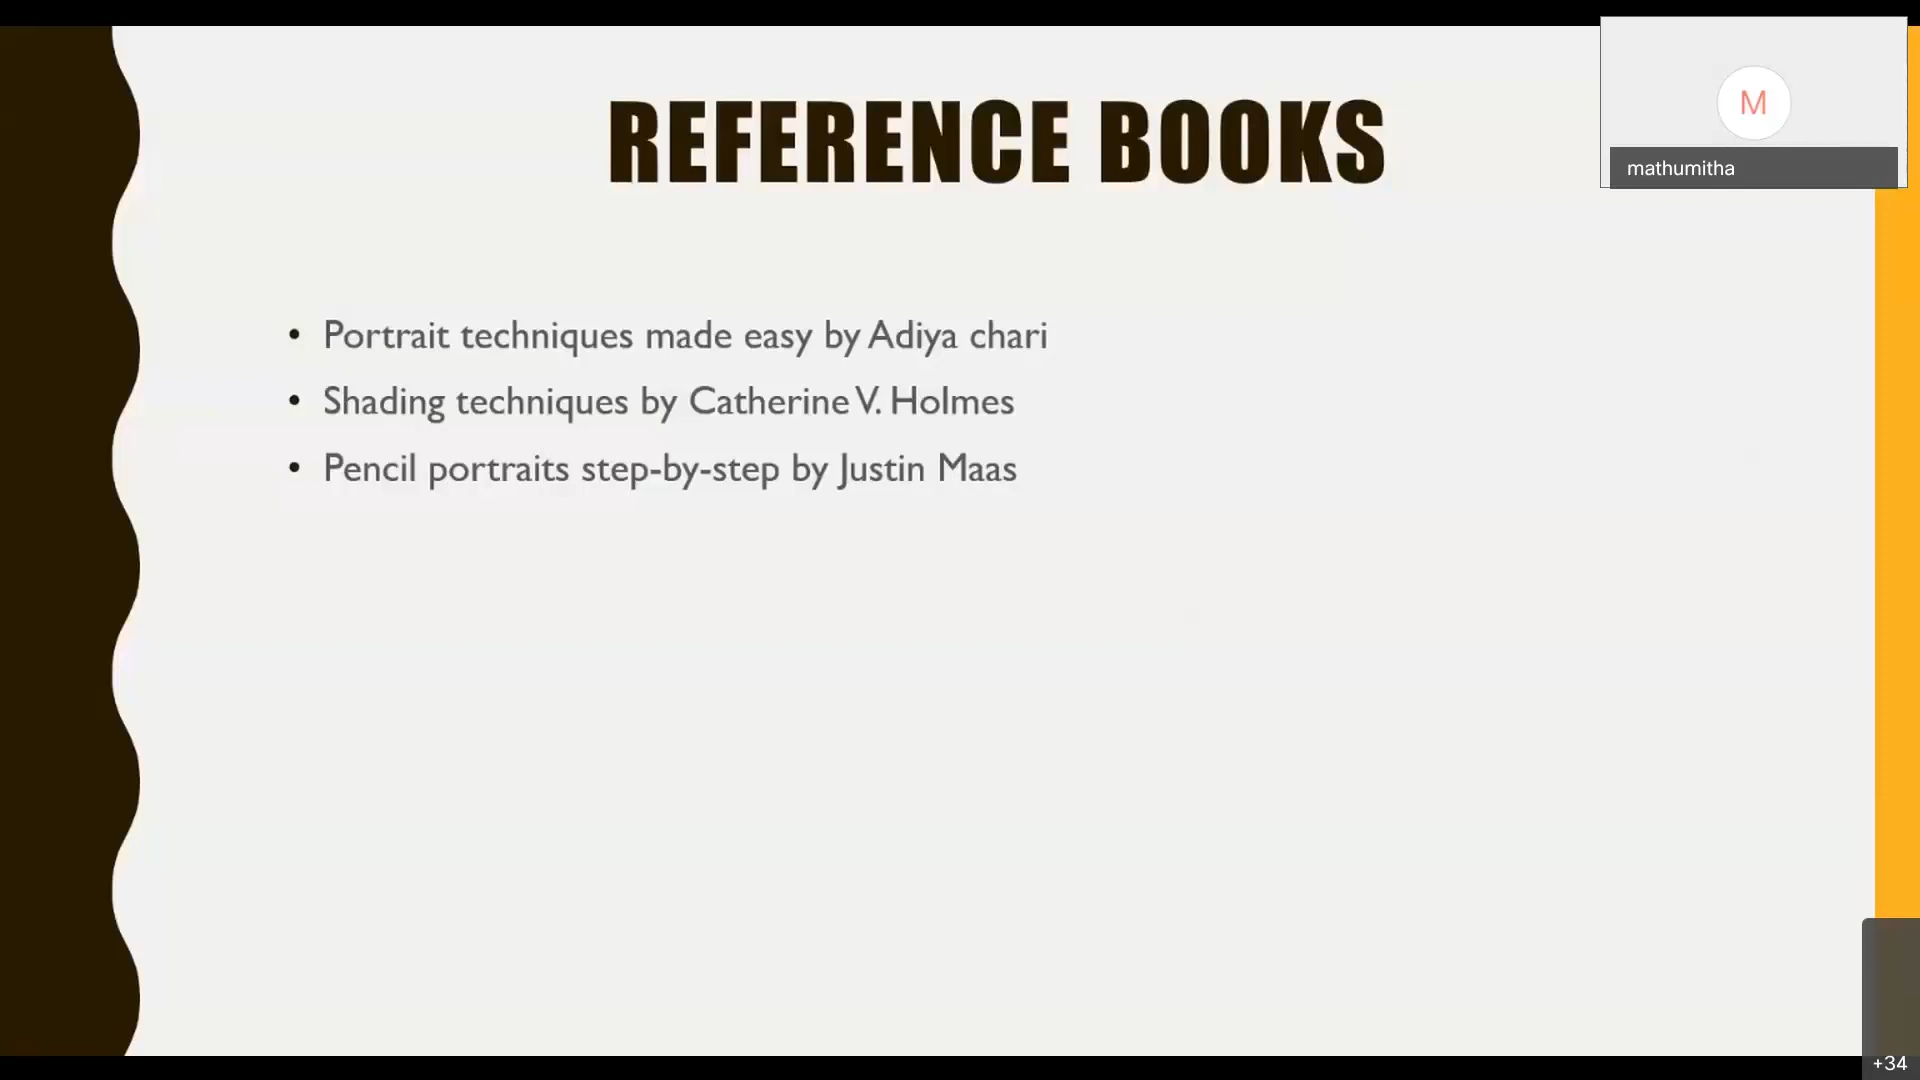 REFERENCE BOOKS
M
mathumitha
• Portrait techniques made easy by Adiya chari
• Shading techniques by Catherine V. Holmes
• Pencil portraits step-by-step by Justin Maas
+34